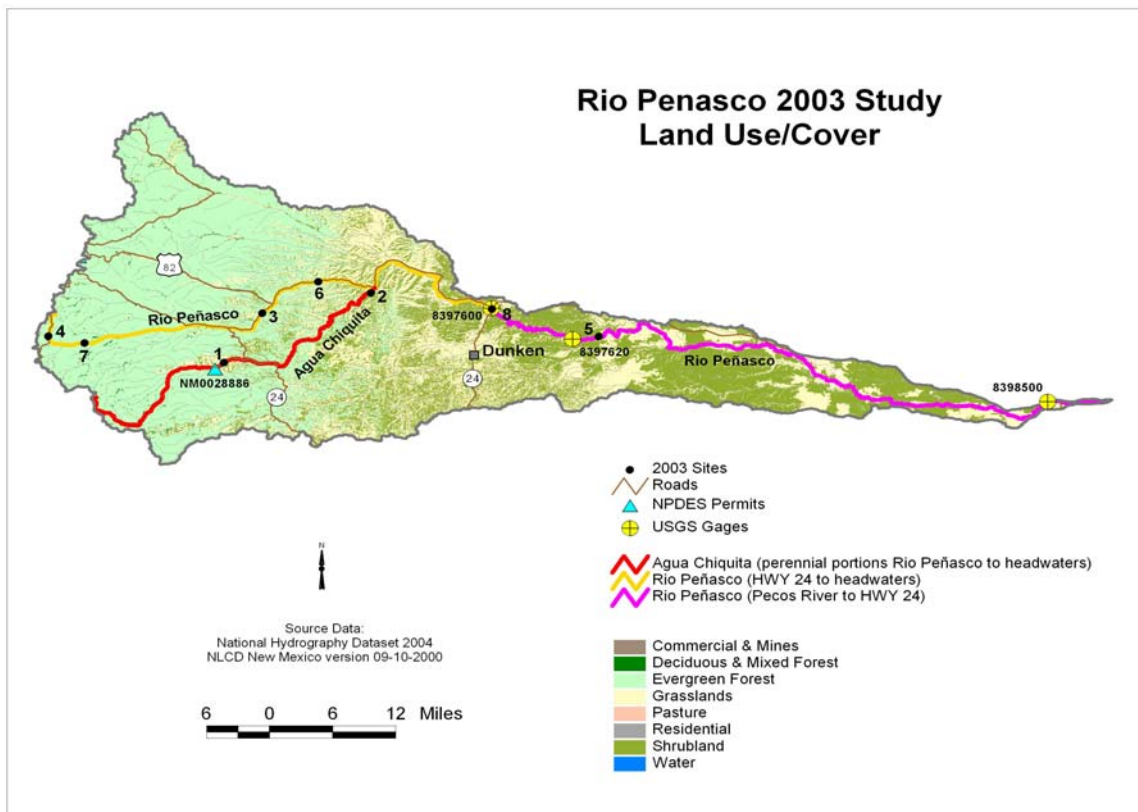 Rio Penasco 2003 Study
Land Use/Cover
82
Rio Peñasco
6
3
2
4
7
1
Agua Chiquita
NM0028886
24
8397600
8
5
8397620
Dunken
24
Rio Peñasco
8398500
2003 Sites
Roads
NPDES Permits
USGS Gages
N
Agua Chiquita (perennial portions Rio Peñasco to headwaters)
Rio Peñasco (HWY 24 to headwaters)
Rio Peñasco (Pecos River to HWY 24)
Source Data:
National Hydrography Dataset 2004
NLCD New Mexico version 09-10-2000
6 0 6 12 Miles
Commercial & Mines
Deciduous & Mixed Forest
Evergreen Forest
Grasslands
Pasture
Residential
Shrubland
Water